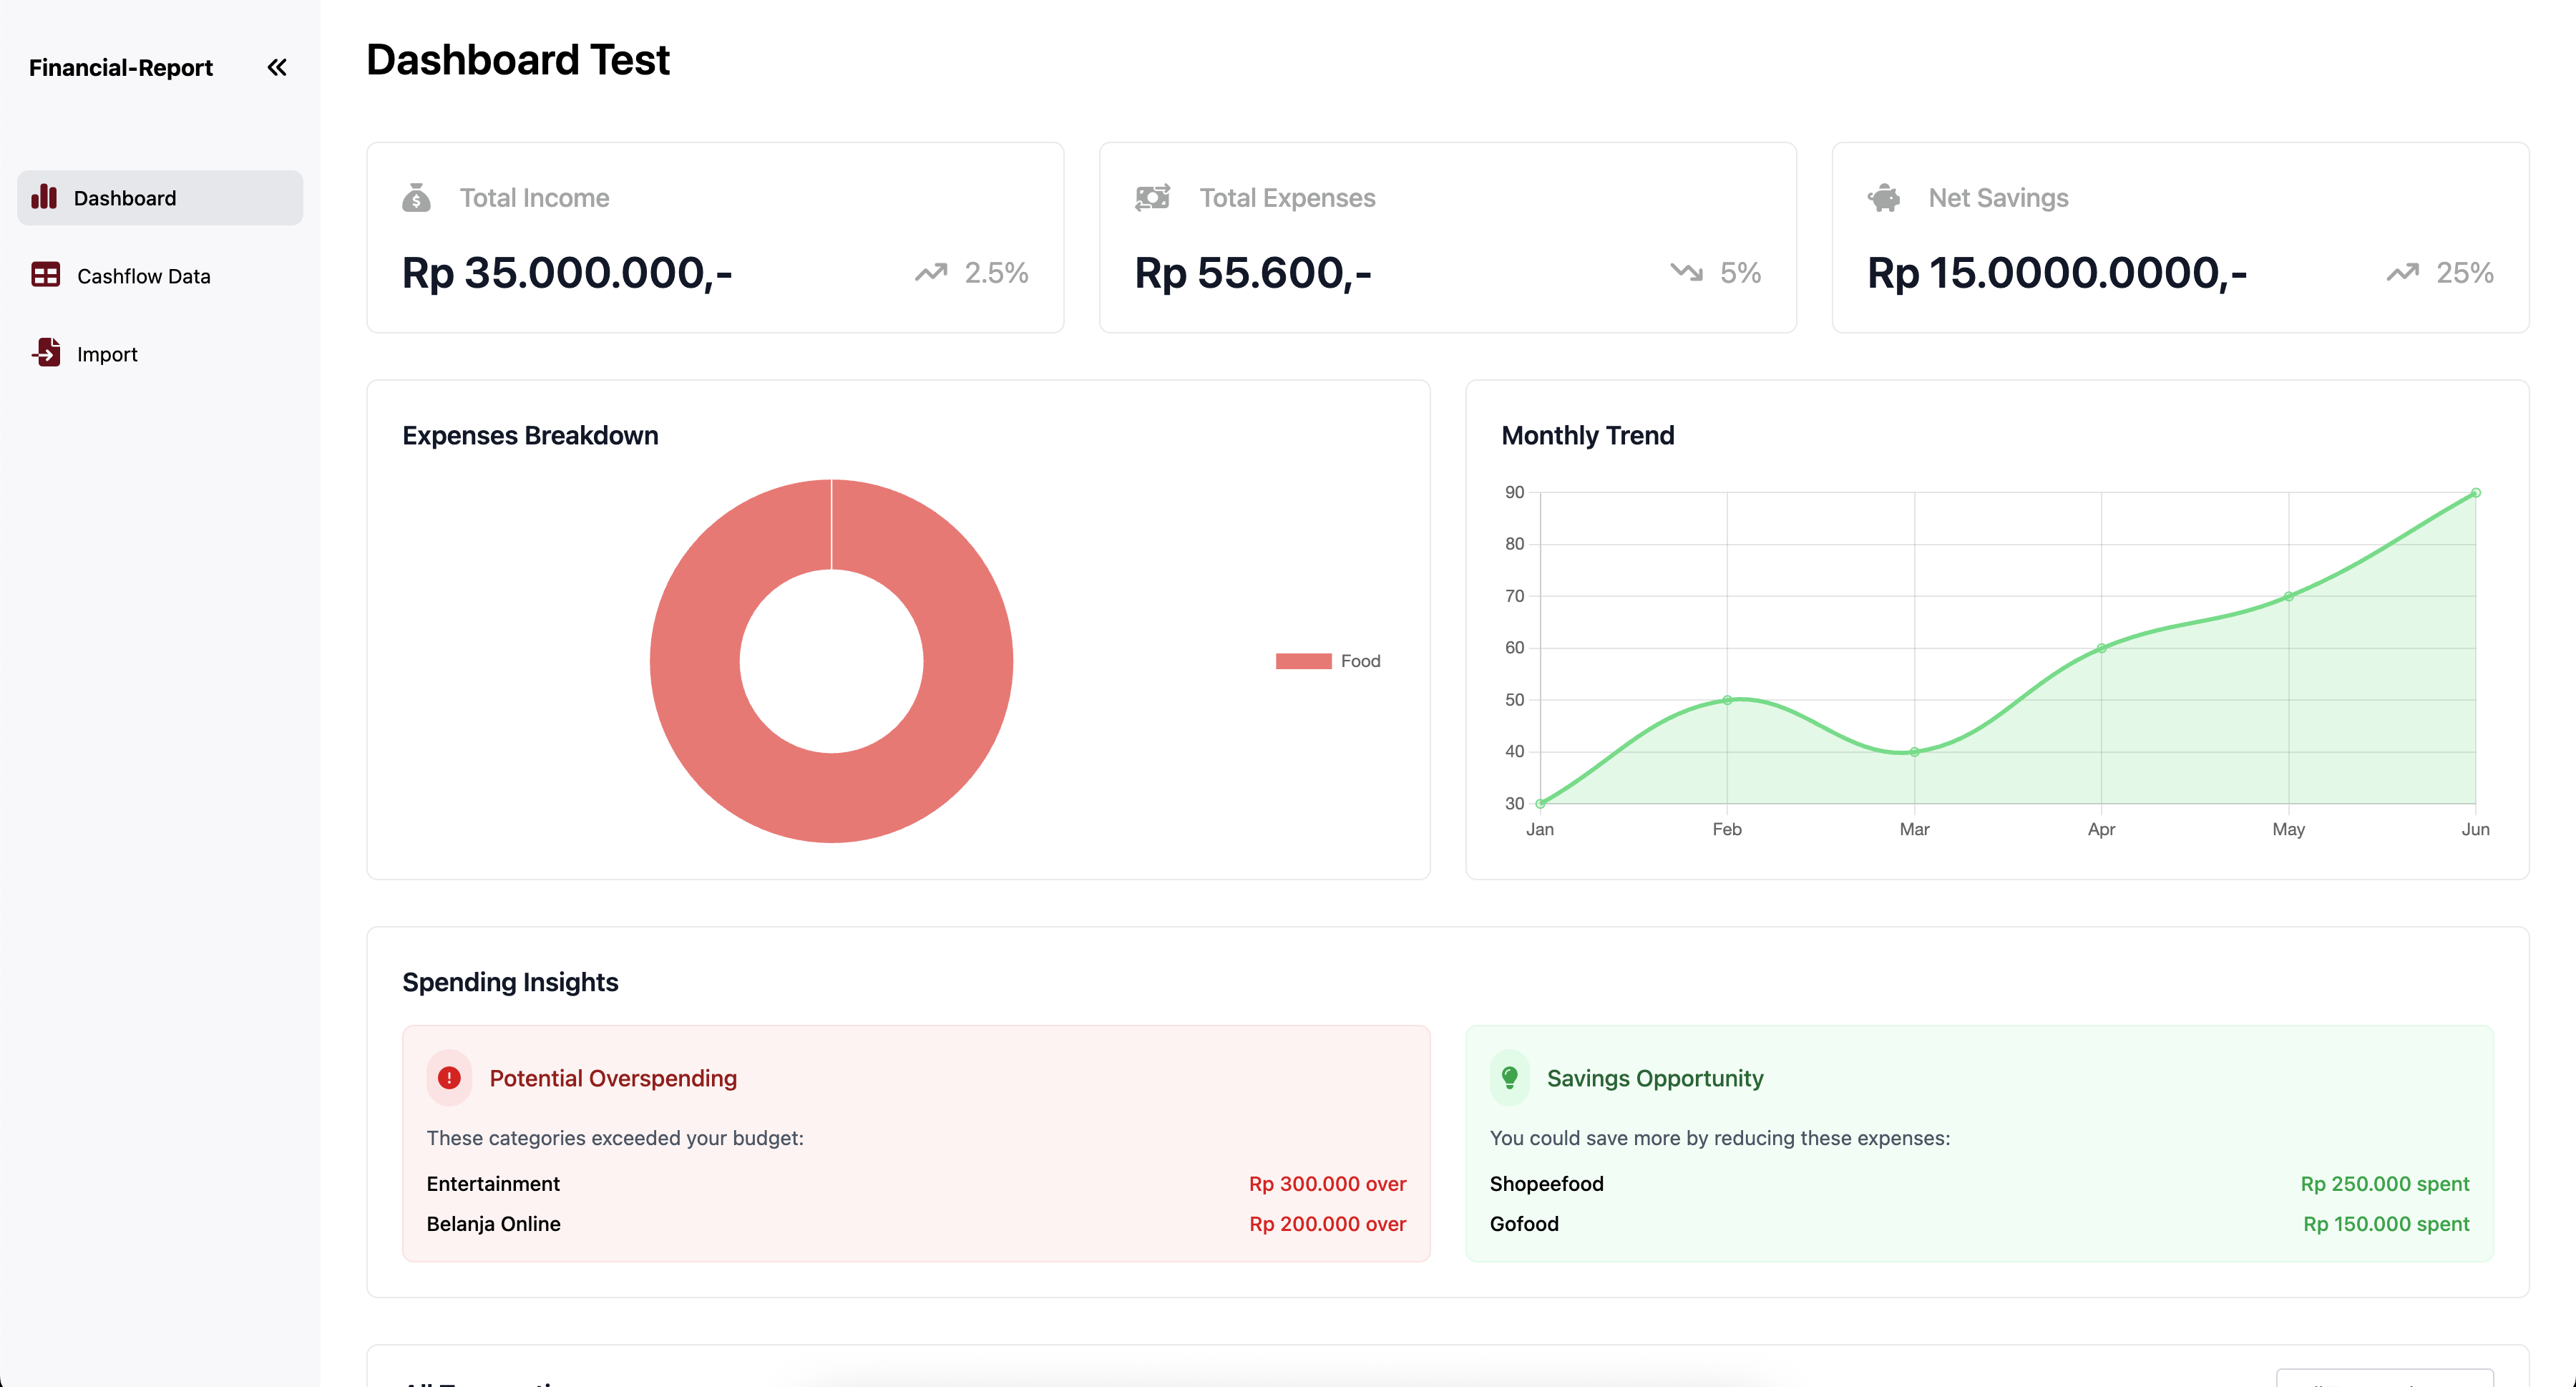 Financial-Report
Dashboard
Cashflow Data
Import
Dashboard Test
Total Income
Rp 35.000.000,-
2.5%
Total Expenses
Rp 55.600,-
5%
Net Savings
Rp 15.0000.0000,-
25%
Expenses Breakdown
Food
Monthly Trend
90
80
70
60
50
40
30
Jan Feb Mar Apr May Jun
Spending Insights
Potential Overspending
These categories exceeded your budget:
Entertainment Rp 300.000 over
Belanja Online Rp 200.000 over
Savings Opportunity
You could save more by reducing these expenses:
Shopeefood Rp 250.000 spent
Gofood Rp 150.000 spent